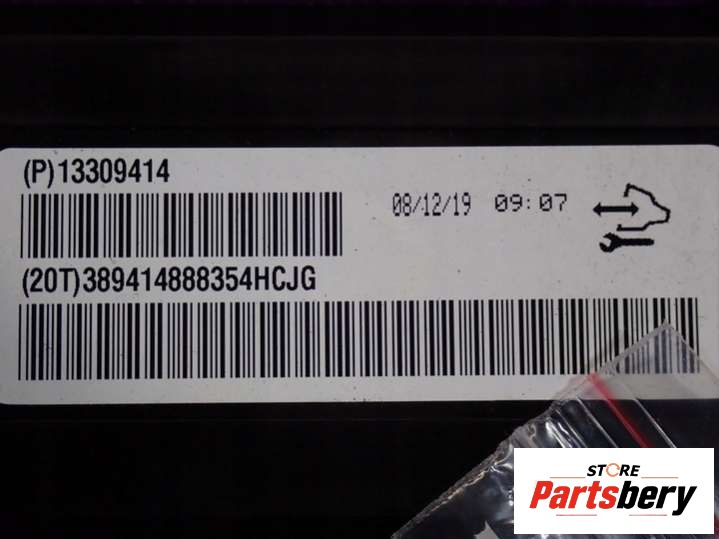 (P)13309414
08/12/19 09:07
(20T)389414888354HCJG
STORE
Partsbery